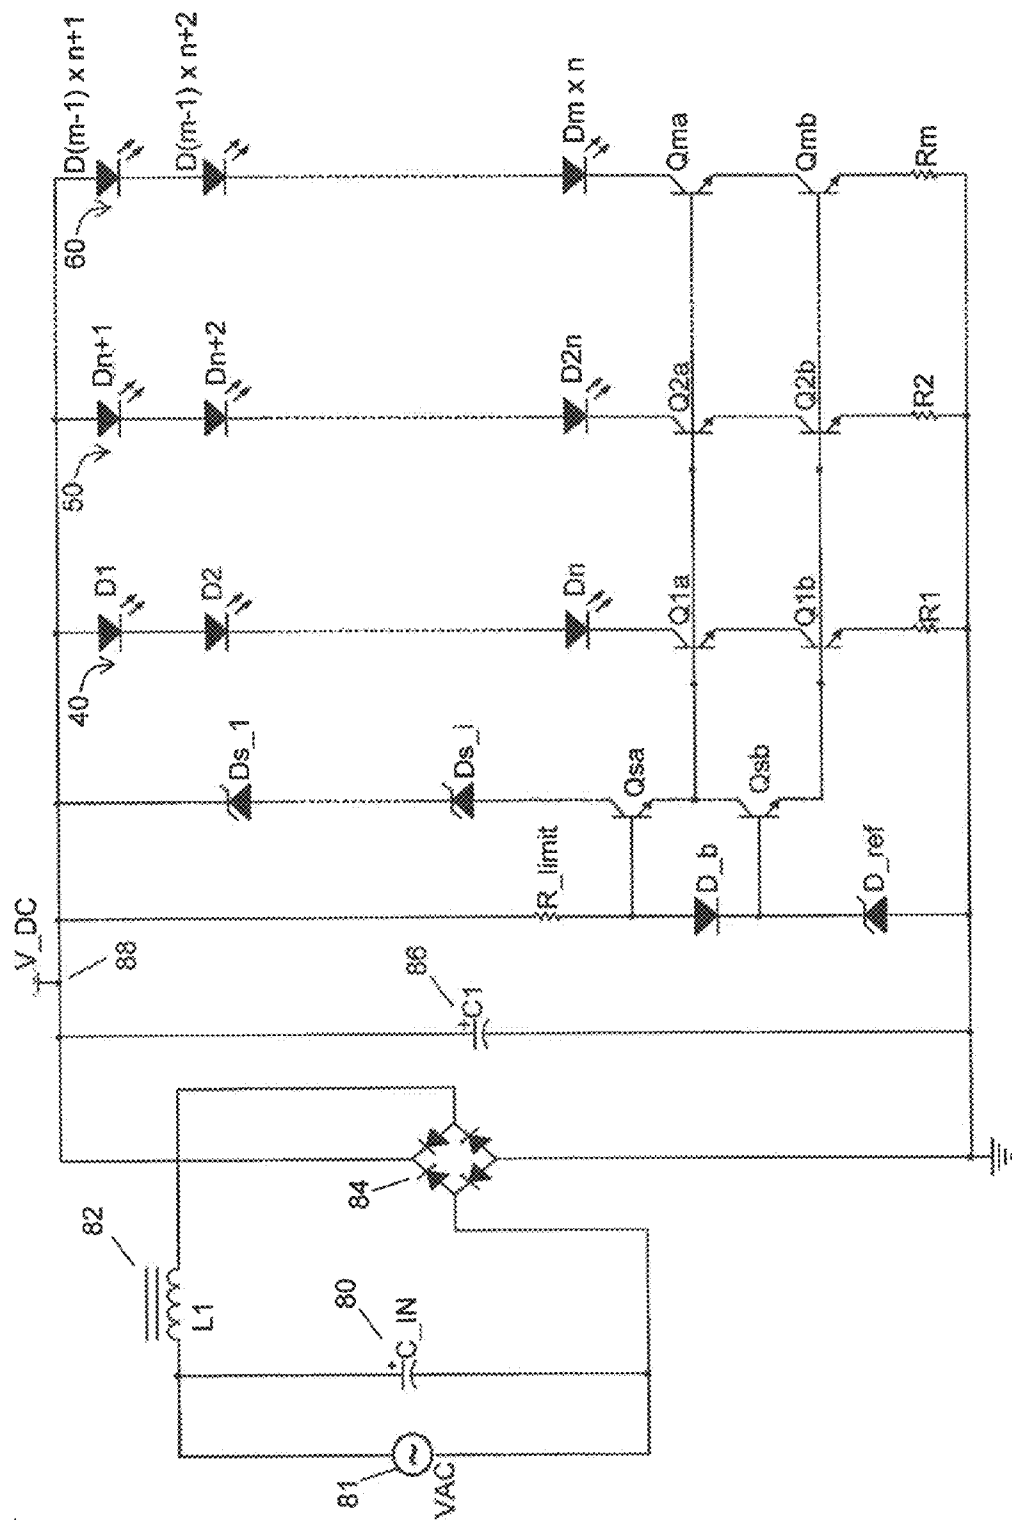 81
VAC
80
C_IN
+
82
L1
84
86
C1
+
88
V_DC
R_limit
D_b
D_ref
Ds_1
Ds_j
Qsa
Qsb
40
D1
D2
Dn
Q1a
Q1b
R1
50
Dn+1
Dn+2
D2n
Q2a
Q2b
R2
60
D(m-1) x n+1
D(m-1) x n+2
Dm x n
Qma
Qmb
Rm